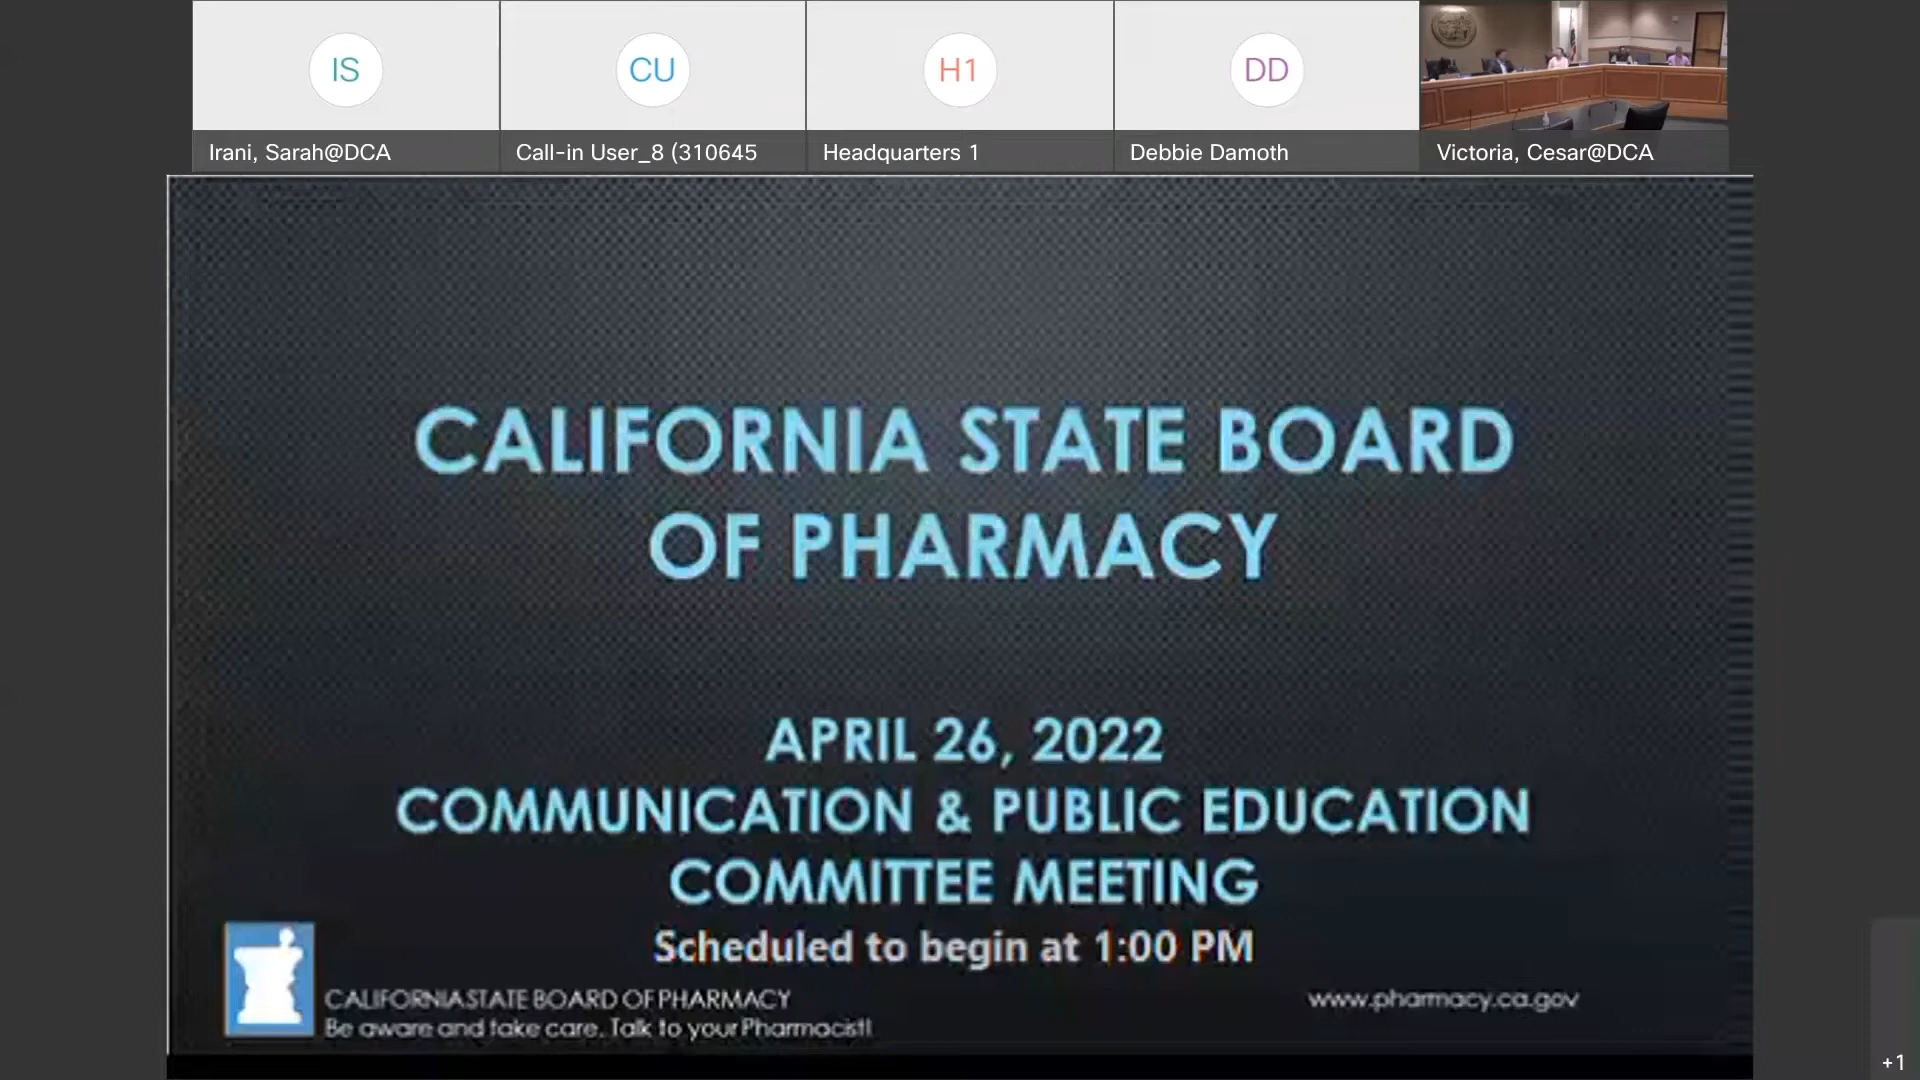 IS
CU
H1
DD
Irani, Sarah@DCA
Call-in User_8 (310645
Headquarters 1
Debbie Damoth
Victoria, Cesar@DCA
CALIFORNIA STATE BOARD
OF PHARMACY
APRIL 26, 2022
COMMUNICATION & PUBLIC EDUCATION
COMMITTEE MEETING
Scheduled to begin at 1:00 PM
CALIFORNIA STATE BOARD OF PHARMACY
Be aware and take care. Talk to your Pharmacist!
www.pharmacy.ca.gov
+1